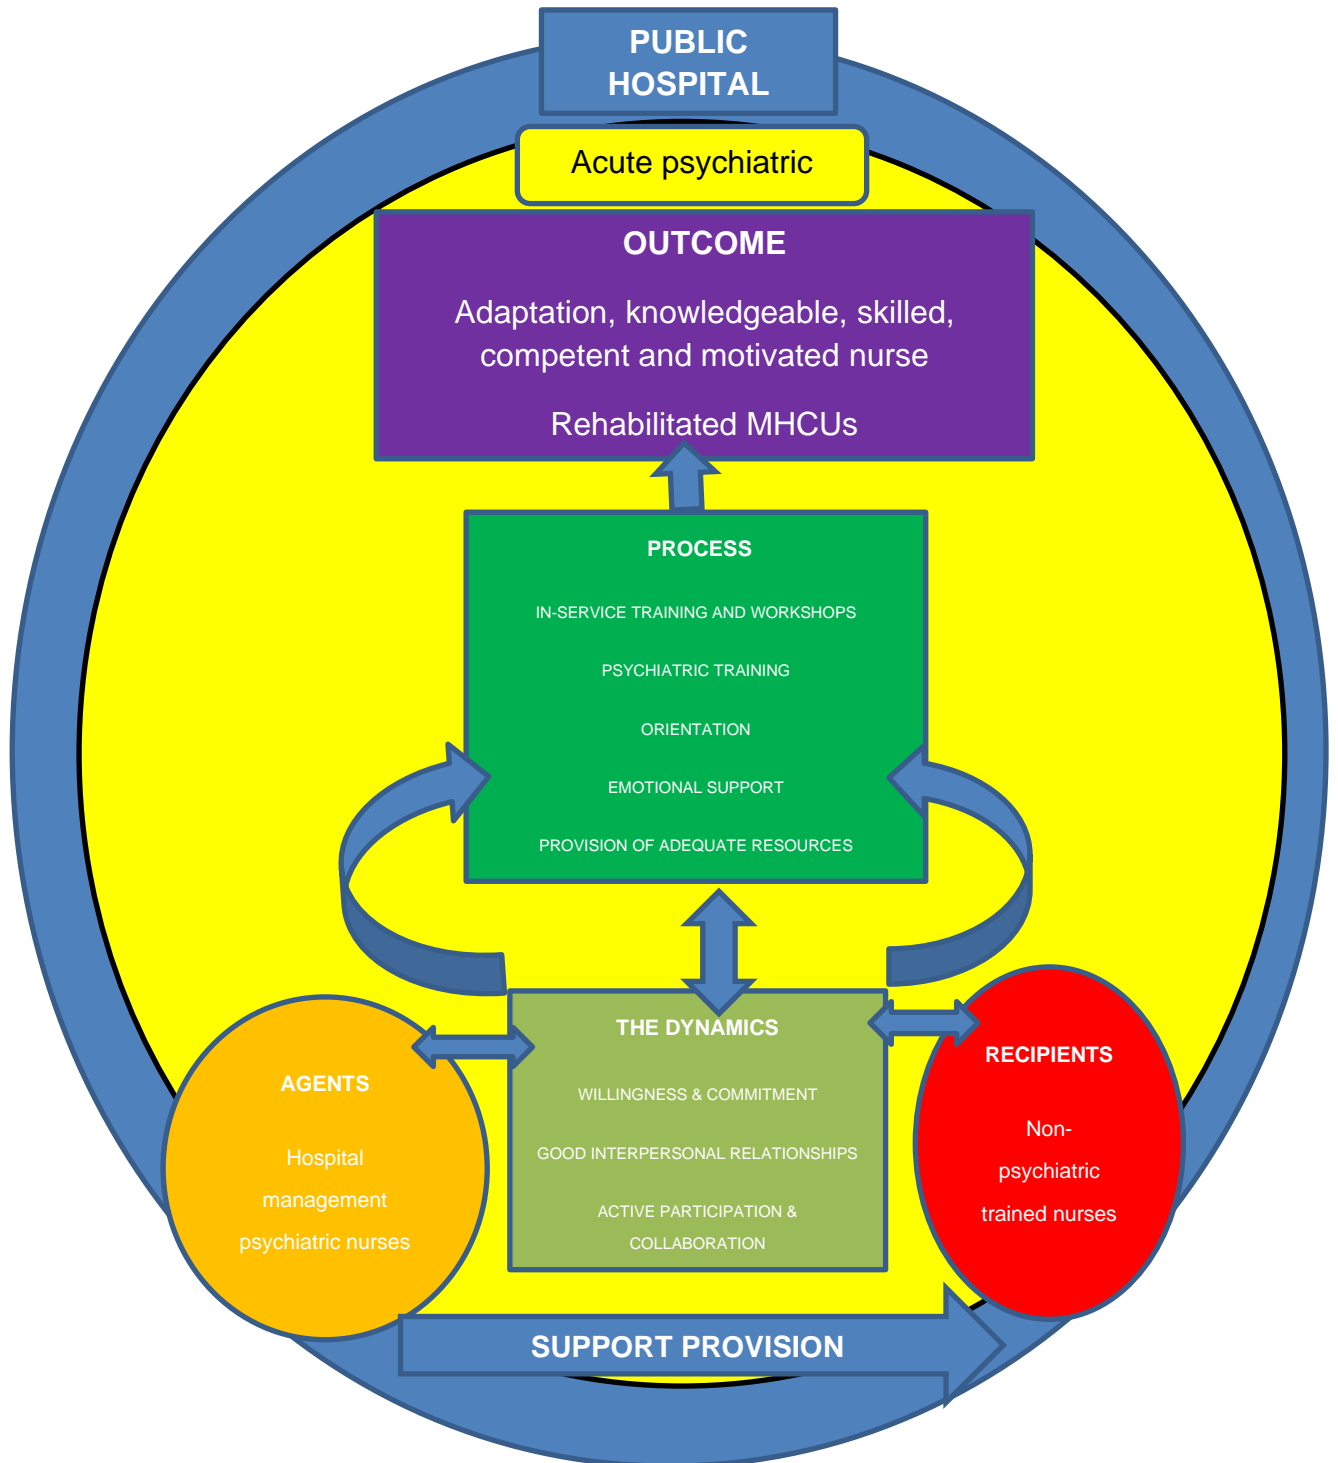 PUBLIC
HOSPITAL
Acute psychiatric
OUTCOME
Adaptation, knowledgeable, skilled,
competent and motivated nurse
Rehabilitated MHCUs
PROCESS
IN-SERVICE TRAINING AND WORKSHOPS
PSYCHIATRIC TRAINING
ORIENTATION
EMOTIONAL SUPPORT
PROVISION OF ADEQUATE RESOURCES
AGENTS
Hospital
management
psychiatric nurses
THE DYNAMICS
WILLINGNESS & COMMITMENT
GOOD INTERPERSONAL RELATIONSHIPS
ACTIVE PARTICIPATION &
COLLABORATION
RECIPIENTS
Non-
psychiatric
trained nurses
SUPPORT PROVISION